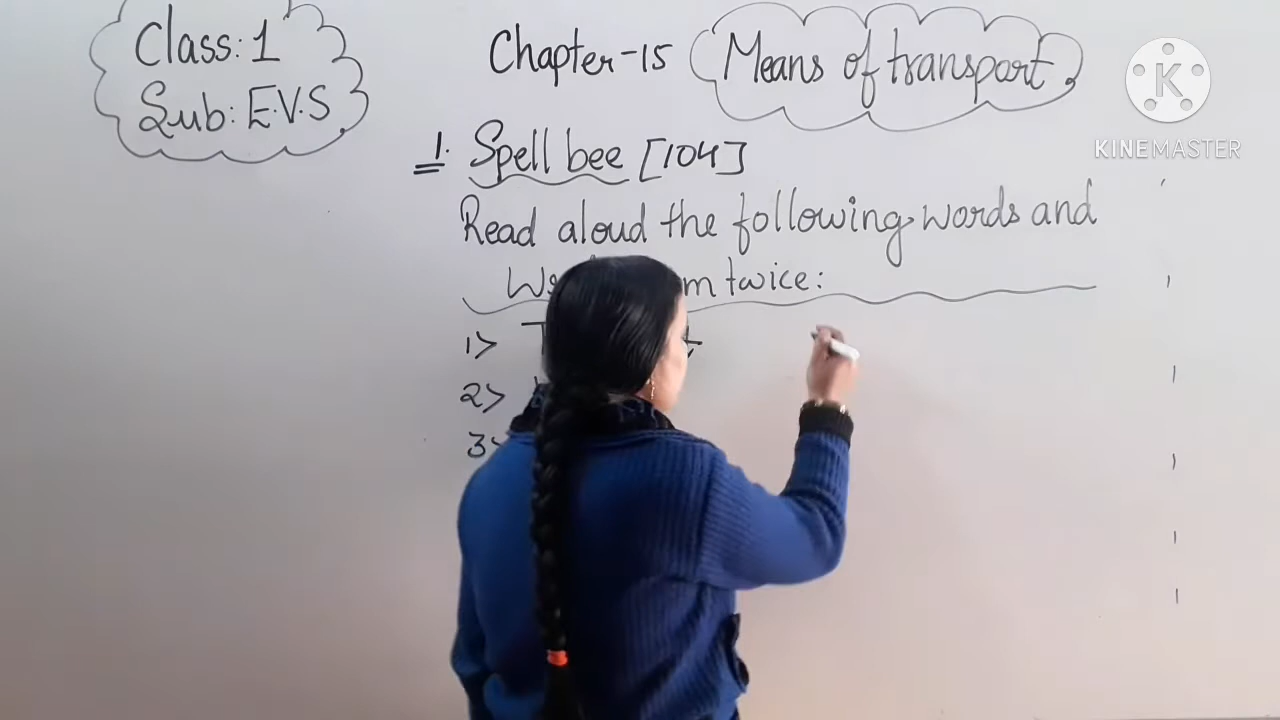 Class: 1
Sub: E.V.S
Chapter-15 Means of transport
1. Spell bee [104]
Read aloud the following words and
twice:
1>
2>
3>
KINEMASTER